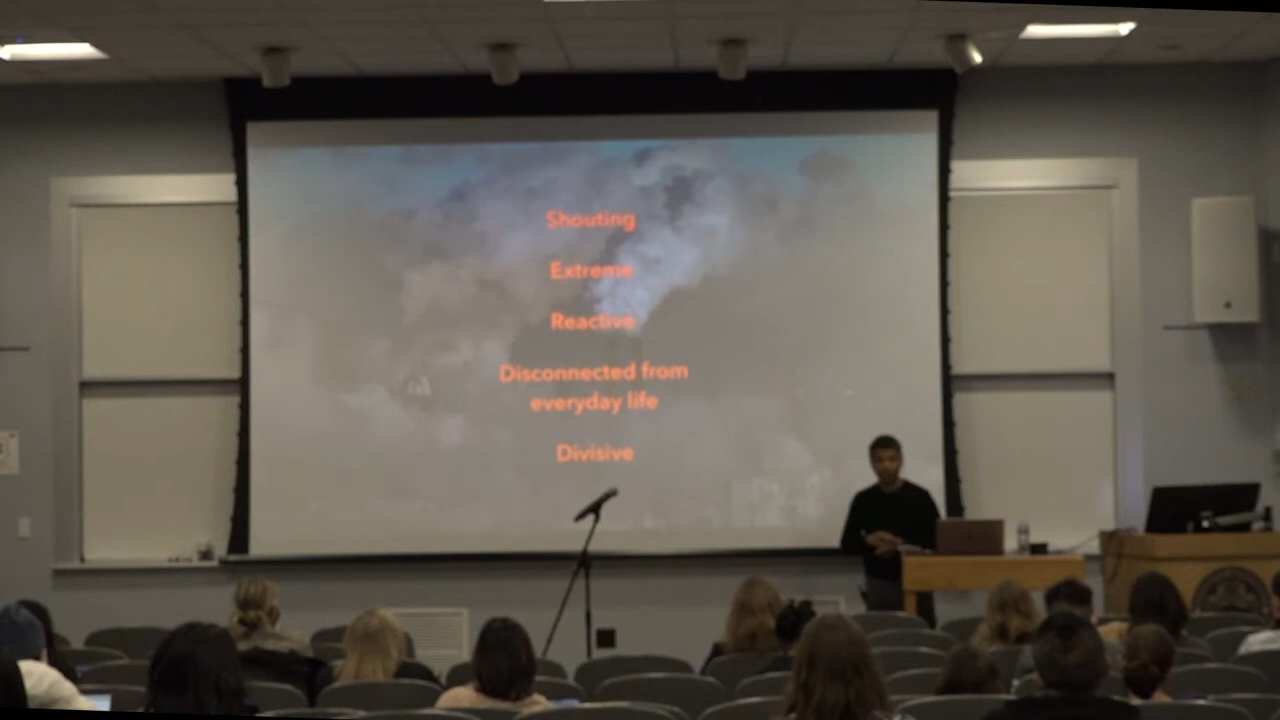 Shouting
Extreme
Reactive
Disconnected from
everyday life
Divisive